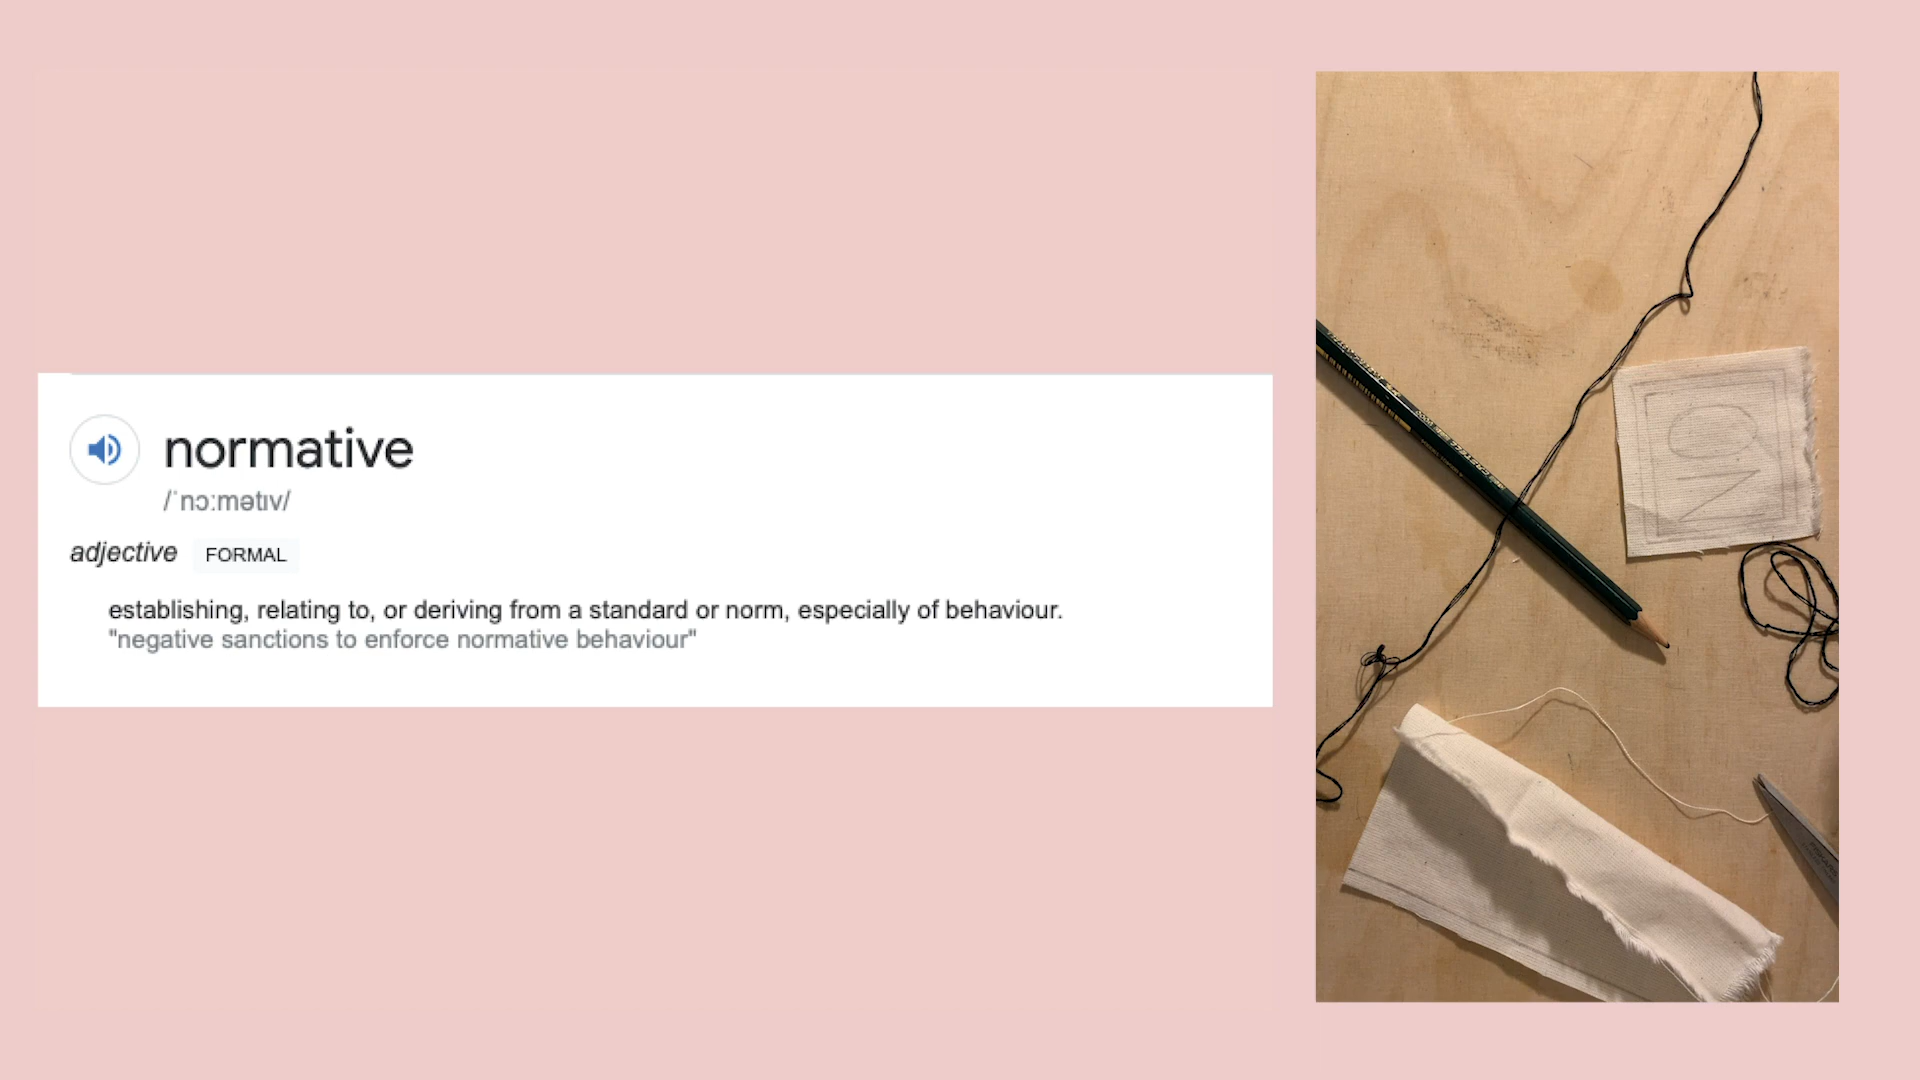 normative
/ˈnɔːmətɪv/
adjective FORMAL
establishing, relating to, or deriving from a standard or norm, especially of behaviour.
"negative sanctions to enforce normative behaviour"
NO